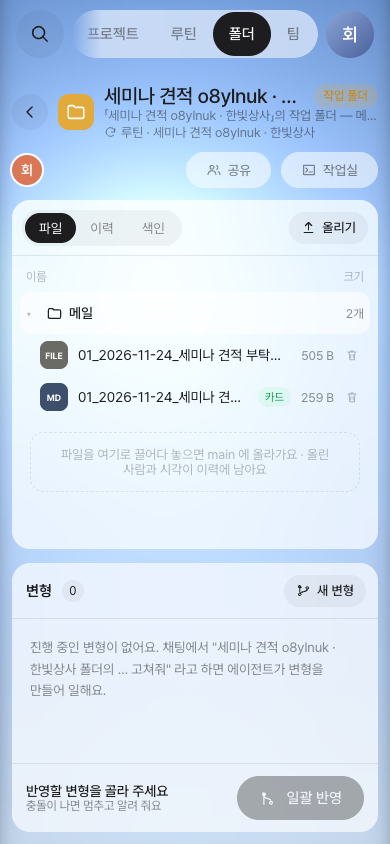 프로젝트 루틴 폴더 팀 회
세미나 견적 o8ylnuk · ... 작업 폴더
「세미나 견적 o8ylnuk · 한빛상사」의 작업 폴더 — 메...
루틴 · 세미나 견적 o8ylnuk · 한빛상사
회 공유 작업실
파일 이력 색인 올리기
이름 크기
메일 2개
FILE 01_2026-11-24_세미나 견적 부탁... 505 B
MD 01_2026-11-24_세미나 견... 카드 259 B
파일을 여기로 끌어다 놓으면 main 에 올라가요 · 올린
사람과 시각이 이력에 남아요
변형 0 새 변형
진행 중인 변형이 없어요. 채팅에서 "세미나 견적 o8ylnuk ·
한빛상사 폴더의 ... 고쳐줘" 라고 하면 에이전트가 변형을
만들어 일해요.
반영할 변형을 골라 주세요
충돌이 나면 멈추고 알려 줘요
일괄 반영